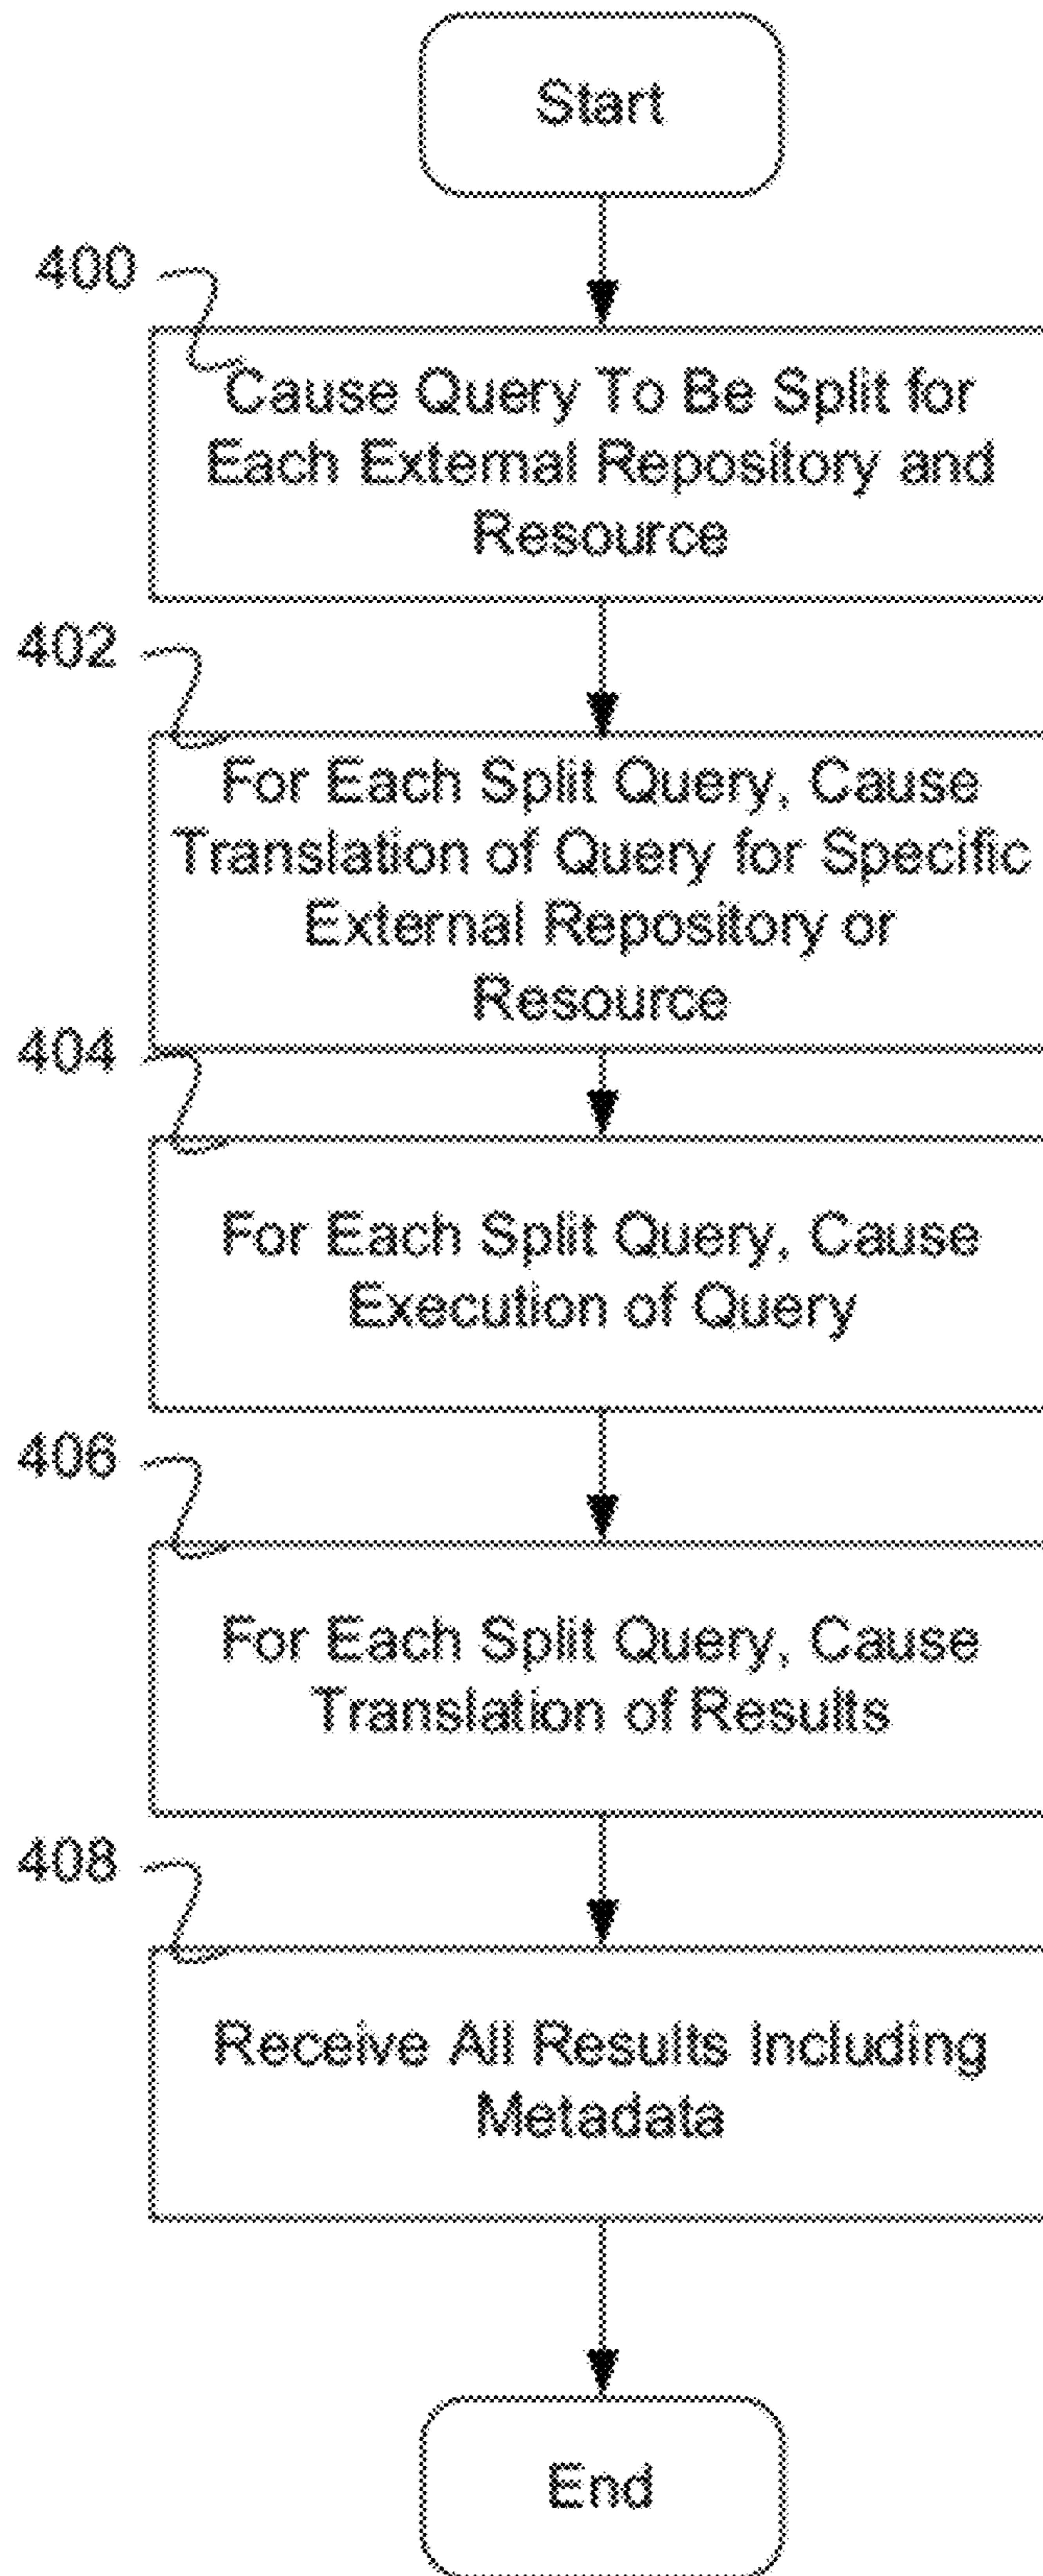 Start
400
Cause Query To Be Split for
Each External Repository and
Resource
402
For Each Split Query, Cause
Translation of Query for Specific
External Repository or
Resource
404
For Each Split Query, Cause
Execution of Query
406
For Each Split Query, Cause
Translation of Results
408
Receive All Results Including
Metadata
End